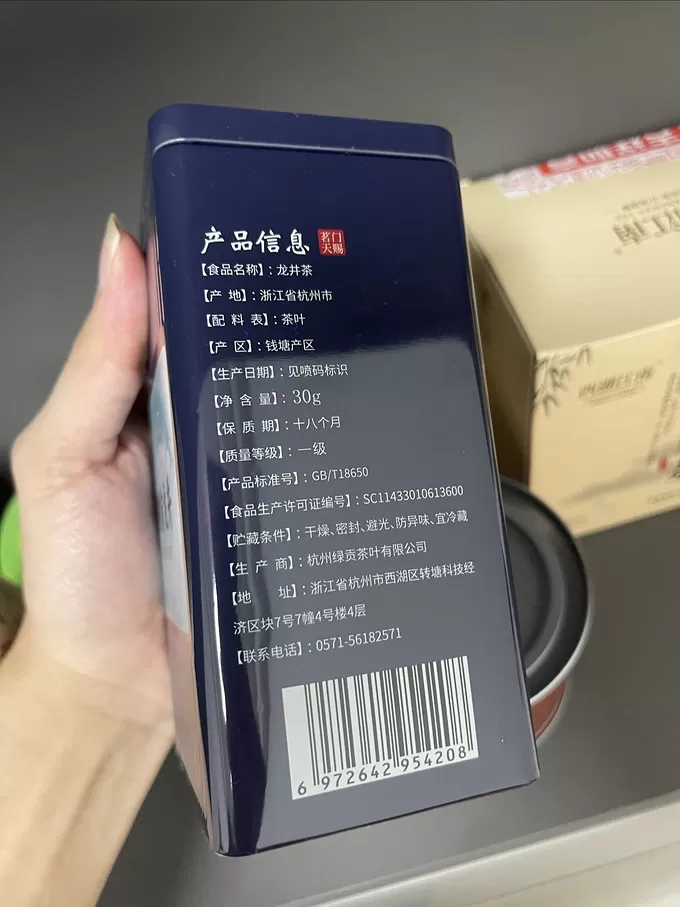 产品信息
茗门
天赐
【食品名称】：龙井茶
【产 地】：浙江省杭州市
【配 料 表】：茶叶
【产 区】：钱塘产区
【生产日期】：见喷码标识
【净 含 量】：30g
【保 质 期】：十八个月
【质量等级】：一级
【产品标准号】：GB/T18650
【食品生产许可证编号】：SC11433010613600
【贮藏条件】：干燥、密封、避光、防异味、宜冷藏
【生 产 商】：杭州绿贡茶叶有限公司
【地 址】：浙江省杭州市西湖区转塘科技经
济区块7号7幢4号楼4层
【联系电话】：0571-56182571
6 972642 954208
江南